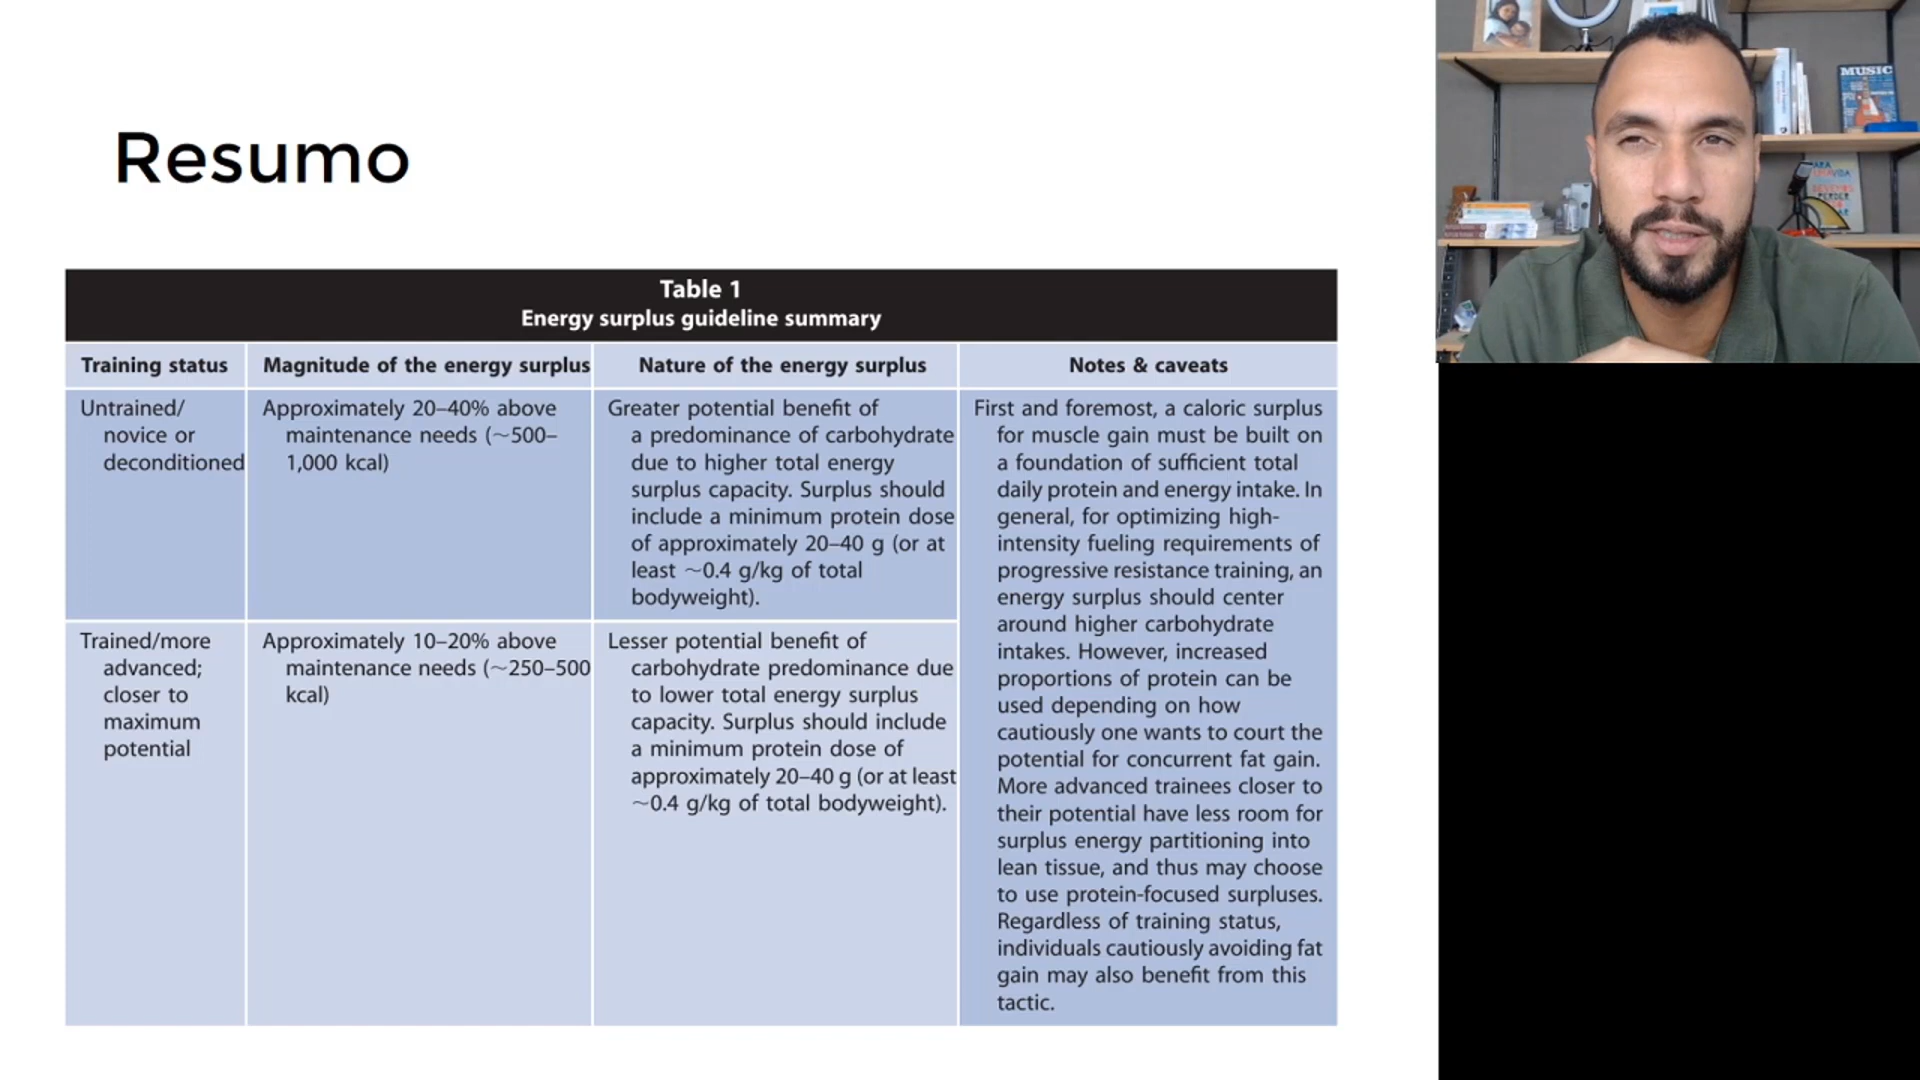 Resumo
Table 1
Energy surplus guideline summary
Training status
Magnitude of the energy surplus
Nature of the energy surplus
Notes & caveats
Untrained/
novice or
deconditioned
Approximately 20–40% above
maintenance needs (~500–
1,000 kcal)
Greater potential benefit of
a predominance of carbohydrate
due to higher total energy
surplus capacity. Surplus should
include a minimum protein dose
of approximately 20–40 g (or at
least ~0.4 g/kg of total
bodyweight).
First and foremost, a caloric surplus
for muscle gain must be built on
a foundation of sufficient total
daily protein and energy intake. In
general, for optimizing high-
intensity fueling requirements of
progressive resistance training, an
energy surplus should center
around higher carbohydrate
intakes. However, increased
proportions of protein can be
used depending on how
cautiously one wants to court the
potential for concurrent fat gain.
More advanced trainees closer to
their potential have less room for
surplus energy partitioning into
lean tissue, and thus may choose
to use protein-focused surpluses.
Regardless of training status,
individuals cautiously avoiding fat
gain may also benefit from this
tactic.
Trained/more
advanced;
closer to
maximum
potential
Approximately 10–20% above
maintenance needs (~250–500
kcal)
Lesser potential benefit of
carbohydrate predominance due
to lower total energy surplus
capacity. Surplus should include
a minimum protein dose of
approximately 20–40 g (or at least
~0.4 g/kg of total bodyweight).
MUSIC